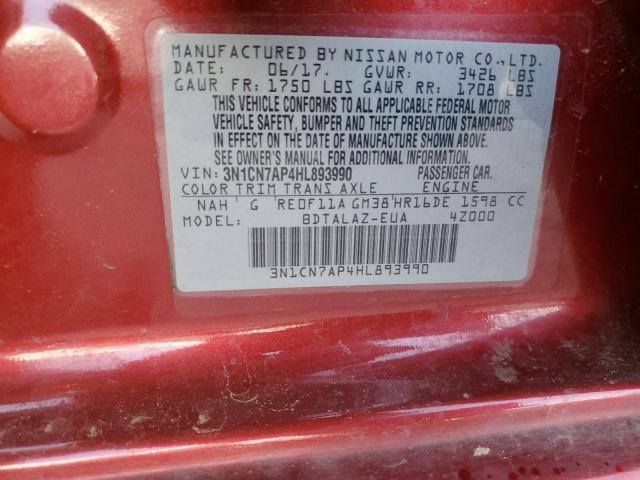 MANUFACTURED BY NISSAN MOTOR CO.,LTD.
DATE: 06/17. GVWR: 3426 LBS
GAWR FR: 1750 LBS GAWR RR: 1708 LBS
THIS VEHICLE CONFORMS TO ALL APPLICABLE FEDERAL MOTOR
VEHICLE SAFETY, BUMPER AND THEFT PREVENTION STANDARDS
IN EFFECT ON THE DATE OF MANUFACTURE SHOWN ABOVE.
SEE OWNER'S MANUAL FOR ADDITIONAL INFORMATION.
VIN: 3N1CN7AP4HL893990 PASSENGER CAR.
COLOR TRIM TRANS AXLE ENGINE
NAH G RE0F11A GM38 HR16DE 1598 CC
MODEL: BDTALAZ-EUA 4Z000
3N1CN7AP4HL893990